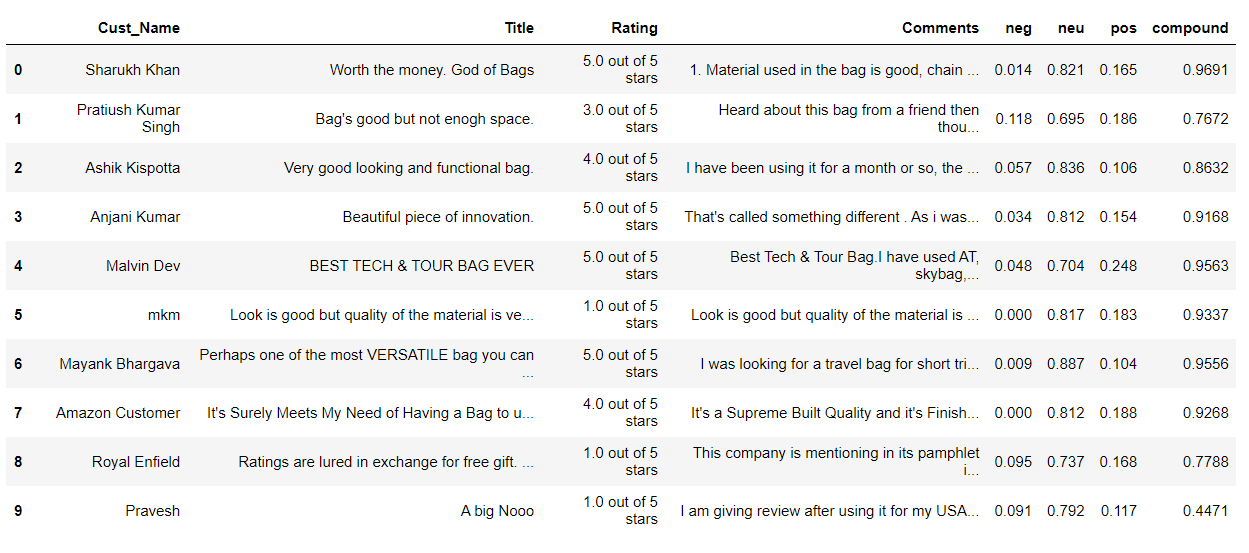 Cust_Name Title Rating Comments neg neu pos compound
0 Sharukh Khan Worth the money. God of Bags 5.0 out of 5 stars 1. Material used in the bag is good, chain ... 0.014 0.821 0.165 0.9691
1 Pratiush Kumar Singh Bag's good but not enogh space. 3.0 out of 5 stars Heard about this bag from a friend then thou... 0.118 0.695 0.186 0.7672
2 Ashik Kispotta Very good looking and functional bag. 4.0 out of 5 stars I have been using it for a month or so, the ... 0.057 0.836 0.106 0.8632
3 Anjani Kumar Beautiful piece of innovation. 5.0 out of 5 stars That's called something different . As i was... 0.034 0.812 0.154 0.9168
4 Malvin Dev BEST TECH & TOUR BAG EVER 5.0 out of 5 stars Best Tech & Tour Bag.I have used AT, skybag,... 0.048 0.704 0.248 0.9563
5 mkm Look is good but quality of the material is ve... 1.0 out of 5 stars Look is good but quality of the material is ... 0.000 0.817 0.183 0.9337
6 Mayank Bhargava Perhaps one of the most VERSATILE bag you can ... 5.0 out of 5 stars I was looking for a travel bag for short tri... 0.009 0.887 0.104 0.9556
7 Amazon Customer It's Surely Meets My Need of Having a Bag to u... 4.0 out of 5 stars It's a Supreme Built Quality and it's Finish... 0.000 0.812 0.188 0.9268
8 Royal Enfield Ratings are lured in exchange for free gift. ... 1.0 out of 5 stars This company is mentioning in its pamphlet i... 0.095 0.737 0.168 0.7788
9 Pravesh A big Nooo 1.0 out of 5 stars I am giving review after using it for my USA... 0.091 0.792 0.117 0.4471